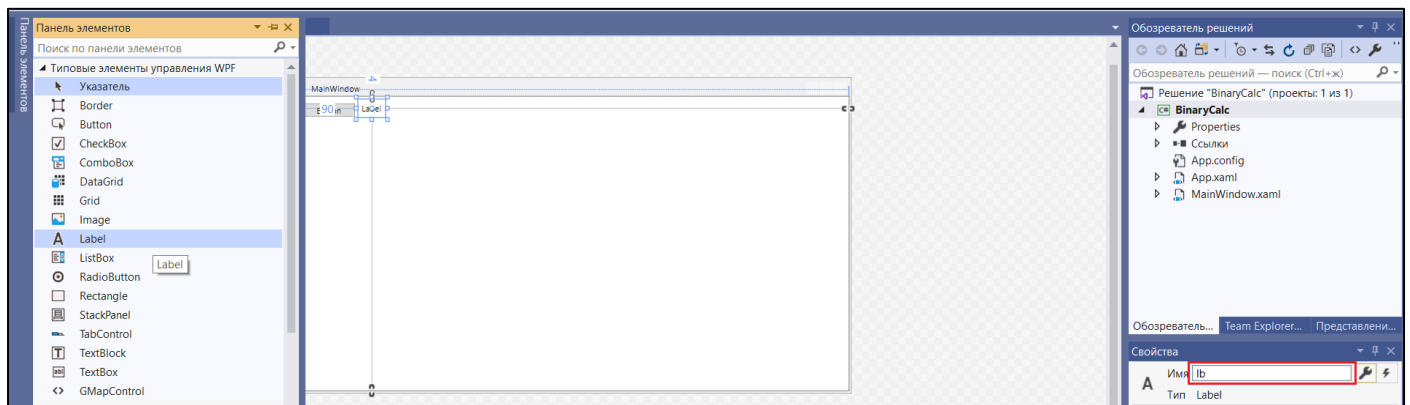 Панель элементов
Панель элементов
Поиск по панели элементов
Типовые элементы управления WPF
Указатель
Border
Button
CheckBox
ComboBox
DataGrid
Grid
Image
Label
ListBox
Label
RadioButton
Rectangle
StackPanel
TabControl
TextBlock
TextBox
GMapControl
MainWindow
90
Label
Обозреватель решений
Обозреватель решений — поиск (Ctrl+ж)
Решение "BinaryCalc" (проекты: 1 из 1)
BinaryCalc
Properties
Ссылки
App.config
App.xaml
MainWindow.xaml
Обозреватель... Team Explorer... Представлени...
Свойства
Имя lb
Тип Label